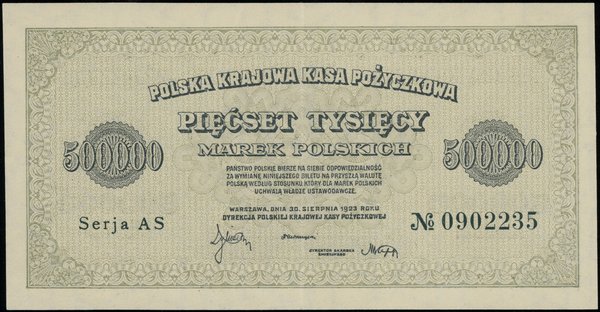 POLSKA KRAJOWA KASA POŻYCZKOWA
PIĘĆSET TYSIĘCY
MAREK POLSKICH
500000
500000
PAŃSTWO POLSKIE BIERZE NA SIEBIE ODPOWIEDZIALNOŚĆ
ZA WYMIANĘ NINIEJSZEGO BILETU NA PRZYSZŁĄ WALUTĘ
POLSKĄ WEDŁUG STOSUNKU KTÓRY DLA MAREK POLSKICH
UCHWALĄ WŁADZE USTAWODAWCZE.
WARSZAWA, DNIA 30. SIERPNIA 1923 ROKU
DYREKCJA POLSKIEJ KRAJOWEJ KASY POŻYCZKOWEJ
Serja AS
№ 0902235
DYREKTOR SKARBCA